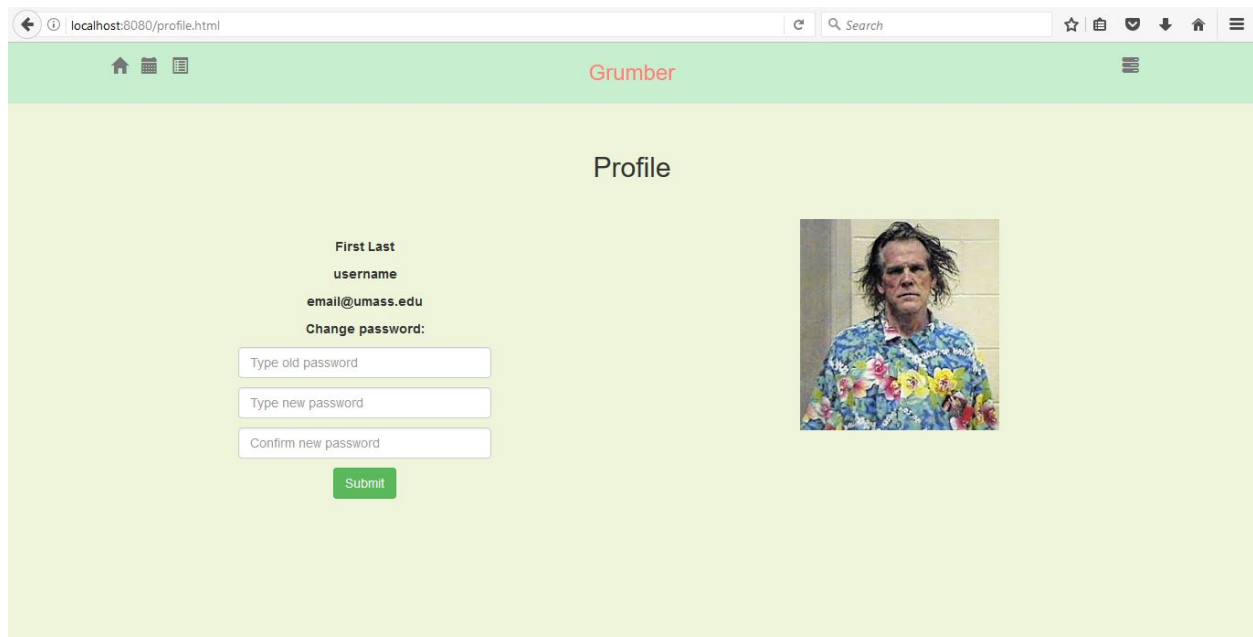 localhost:8080/profile.html
Search
Grumber
Profile
First Last
username
email@umass.edu
Change password:
Type old password
Type new password
Confirm new password
Submit